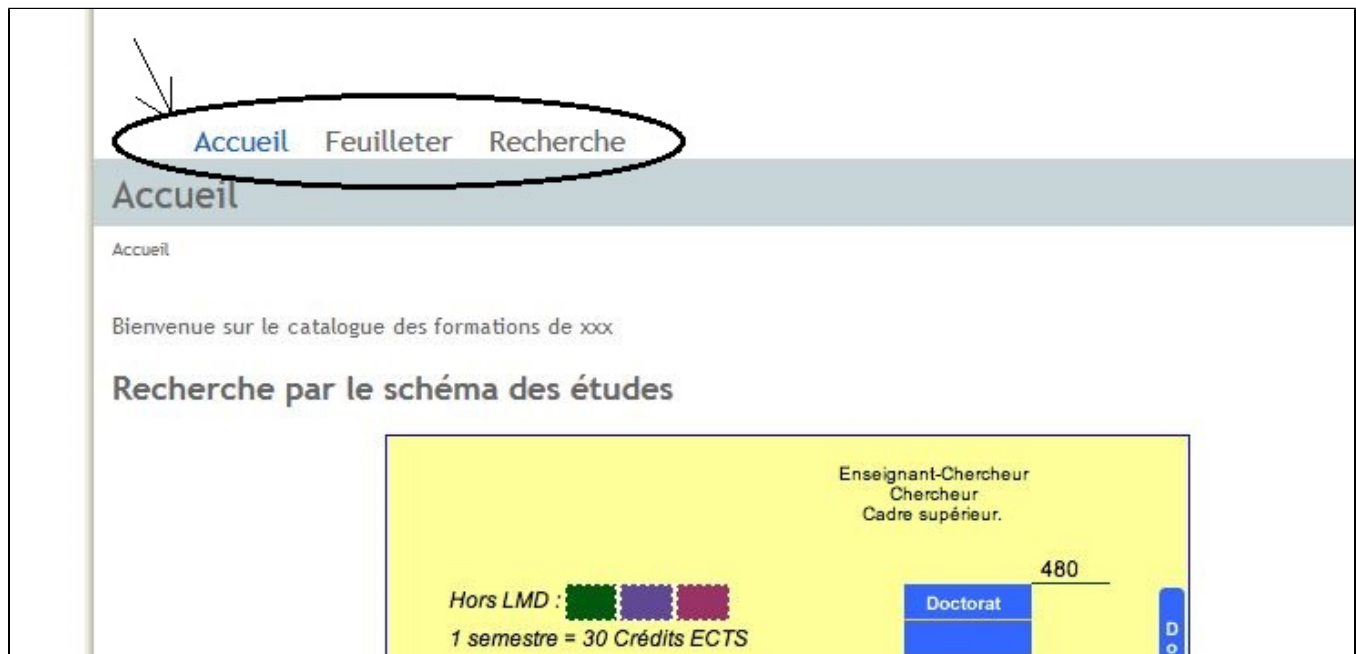 Accueil Feuilleter Recherche
Accueil
Accueil
Bienvenue sur le catalogue des formations de xxx
Recherche par le schéma des études
Enseignant-Chercheur
Chercheur
Cadre supérieur.
480
Hors LMD :
Doctorat
1 semestre = 30 Crédits ECTS
D
o